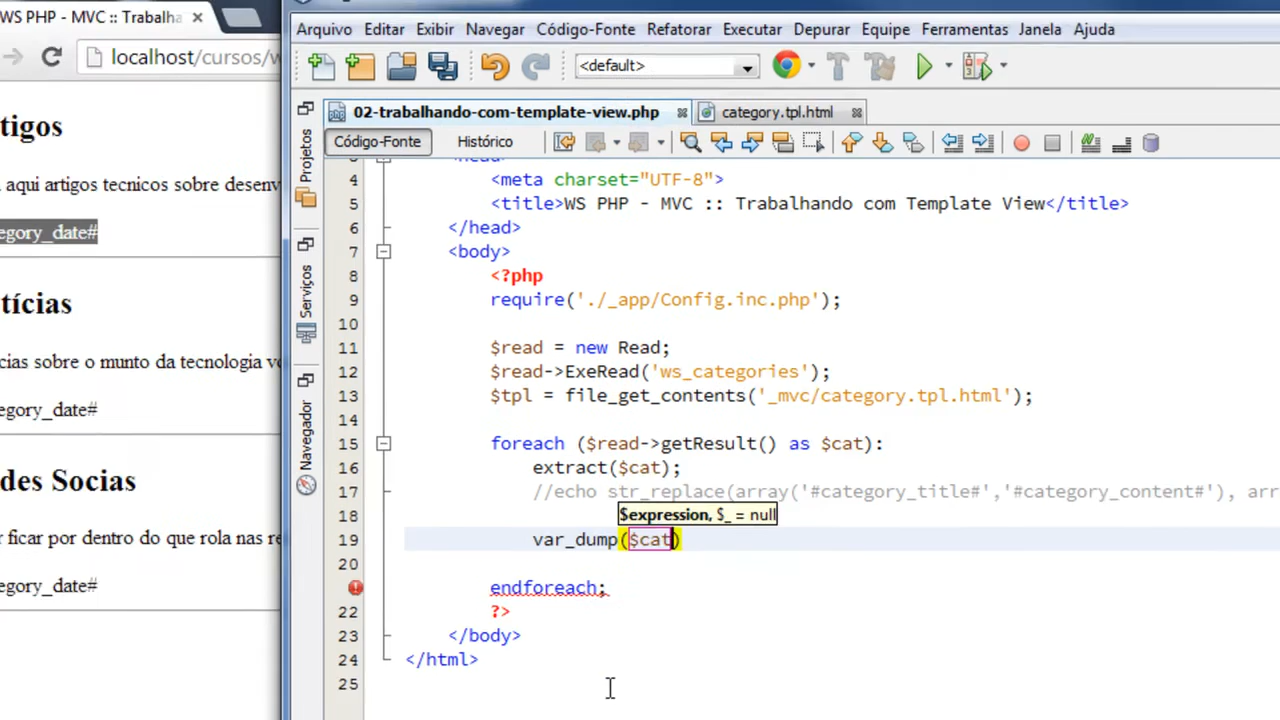 WS PHP - MVC :: Trabalha
localhost/cursos/w
tigos
aqui artigos tecnicos sobre desenv
egory_date#
tícias
cias sobre o munto da tecnologia vo
egory_date#
des Socias
r ficar por dentro do que rola nas re
egory_date#
Arquivo Editar Exibir Navegar Código-Fonte Refatorar Executar Depurar Equipe Ferramentas Janela Ajuda
<default>
02-trabalhando-com-template-view.php category.tpl.html
Código-Fonte Histórico
Projetos
Serviços
Navegador
4 <meta charset="UTF-8">
5 <title>WS PHP - MVC :: Trabalhando com Template View</title>
6 </head>
7 <body>
8 <?php
9 require('./_app/Config.inc.php');
10
11 $read = new Read;
12 $read->ExeRead('ws_categories');
13 $tpl = file_get_contents('_mvc/category.tpl.html');
14
15 foreach ($read->getResult() as $cat):
16 extract($cat);
17 //echo str_replace(array('#category_title#','#category_content#'), arr
18 $expression, $_ = null
19 var_dump($cat)
20
endforeach;
22 ?>
23 </body>
24 </html>
25